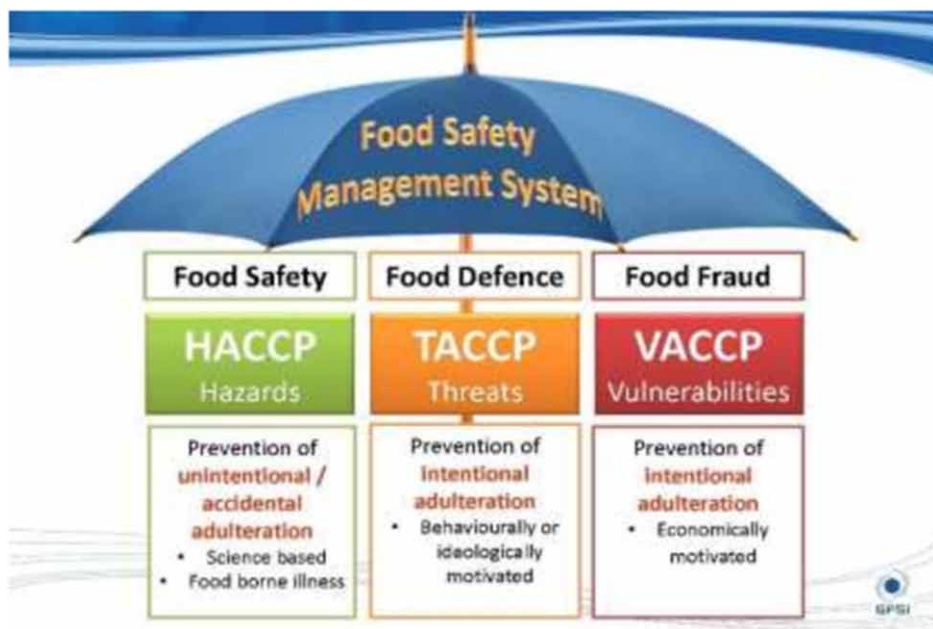 Food Safety
Management System
Food Safety
HACCP
Hazards
Prevention of
unintentional /
accidental
adulteration
• Science based
• Food borne illness
Food Defence
TACCP
Threats
Prevention of
intentional
adulteration
• Behaviourally or
ideologically
motivated
Food Fraud
VACCP
Vulnerabilities
Prevention of
intentional
adulteration
• Economically
motivated
GFSI